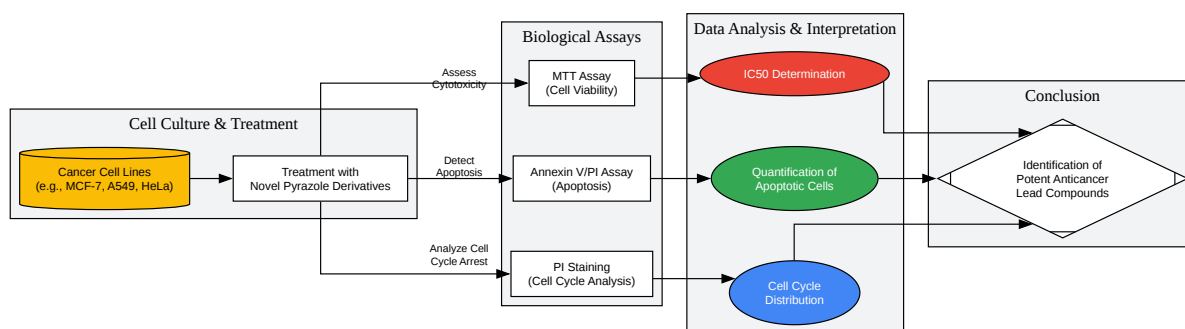 Cell Culture & Treatment
Cancer Cell Lines
(e.g., MCF-7, A549, HeLa)
Treatment with
Novel Pyrazole Derivatives
Assess
Cytotoxicity
Detect
Apoptosis
Analyze Cell
Cycle Arrest
Biological Assays
MTT Assay
(Cell Viability)
Annexin V/PI Assay
(Apoptosis)
PI Staining
(Cell Cycle Analysis)
Data Analysis & Interpretation
IC50 Determination
Quantification of
Apoptotic Cells
Cell Cycle
Distribution
Conclusion
Identification of
Potent Anticancer
Lead Compounds